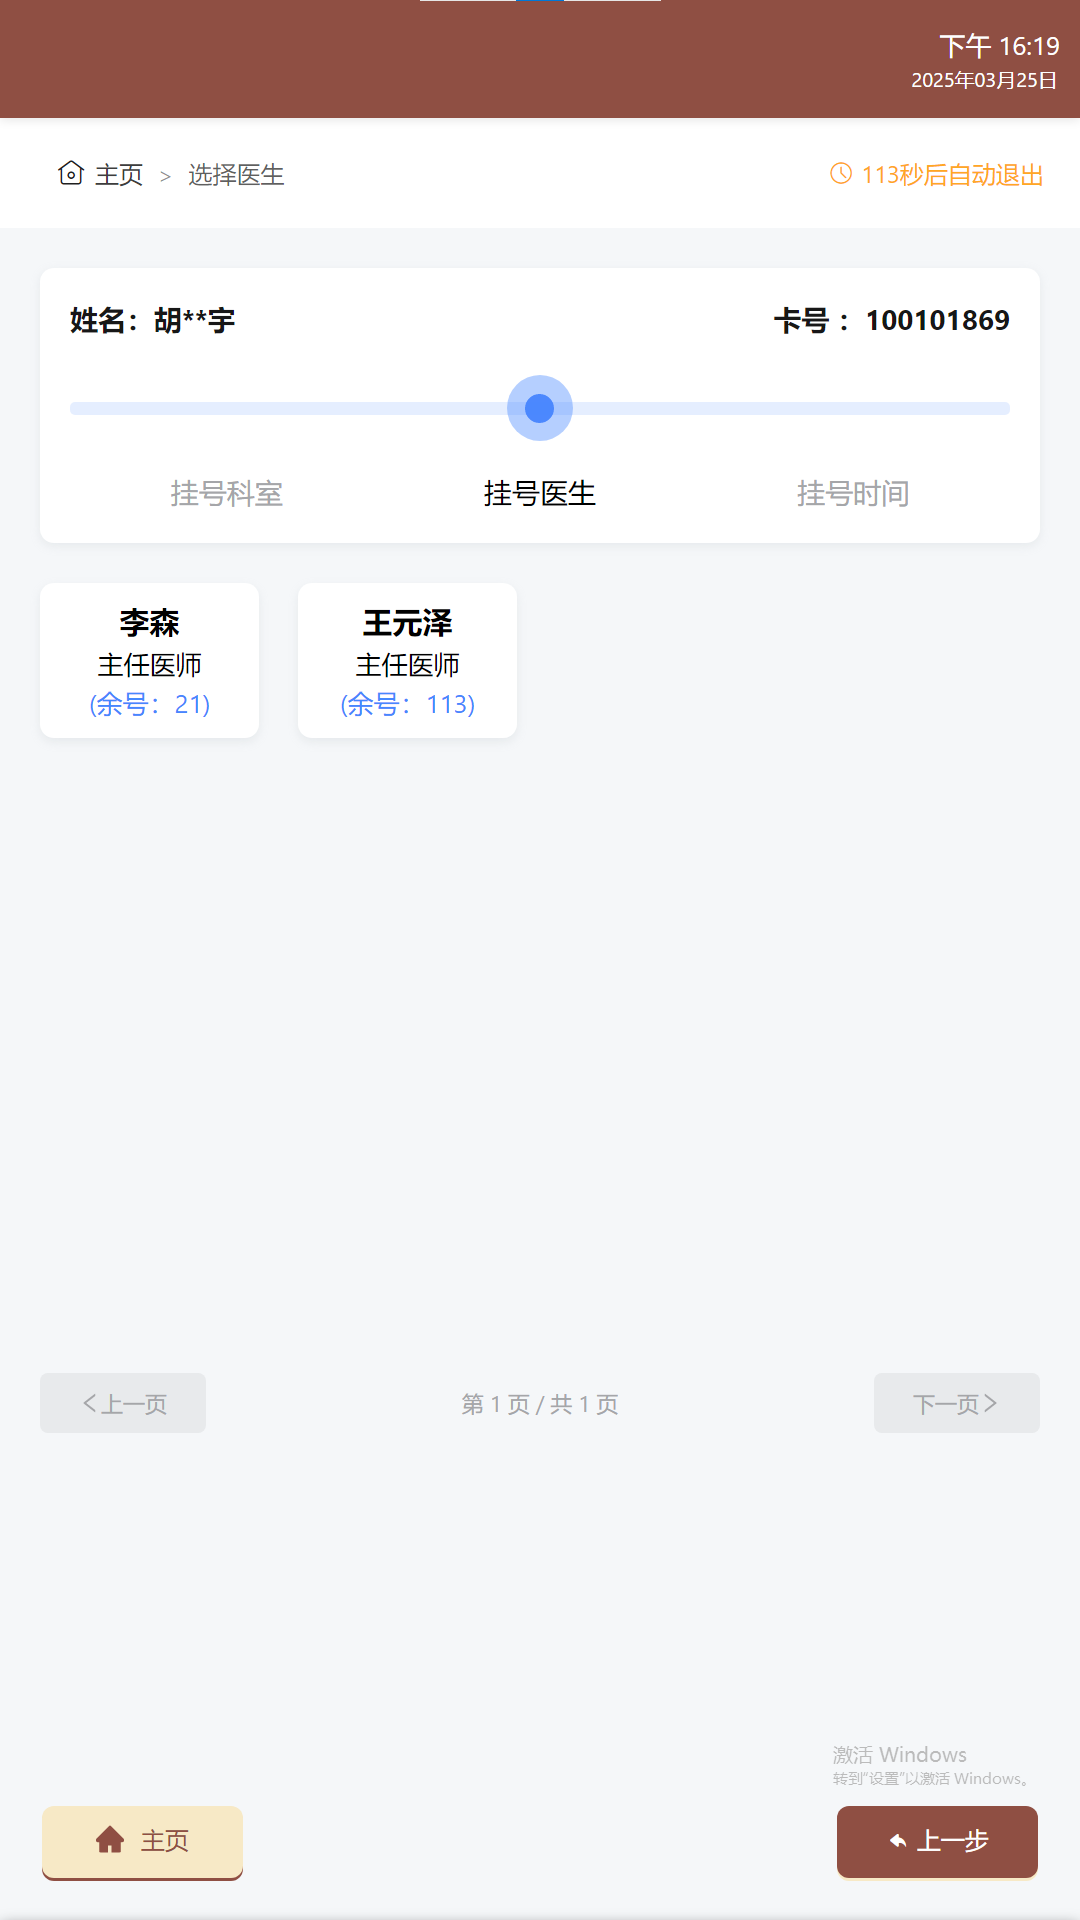 下午 16:19
2025年03月25日
主页 > 选择医生
113秒后自动退出
姓名：胡**宇
卡号 ：100101869
挂号科室 挂号医生 挂号时间
李森
主任医师
(余号：21)
王元泽
主任医师
(余号：113)
上一页
第 1 页 / 共 1 页
下一页
激活 Windows
转到"设置"以激活 Windows。
主页
上一步